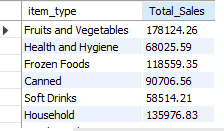 item_type Total_Sales
Fruits and Vegetables 178124.26
Health and Hygiene 68025.59
Frozen Foods 118559.35
Canned 90706.56
Soft Drinks 58514.21
Household 135976.83